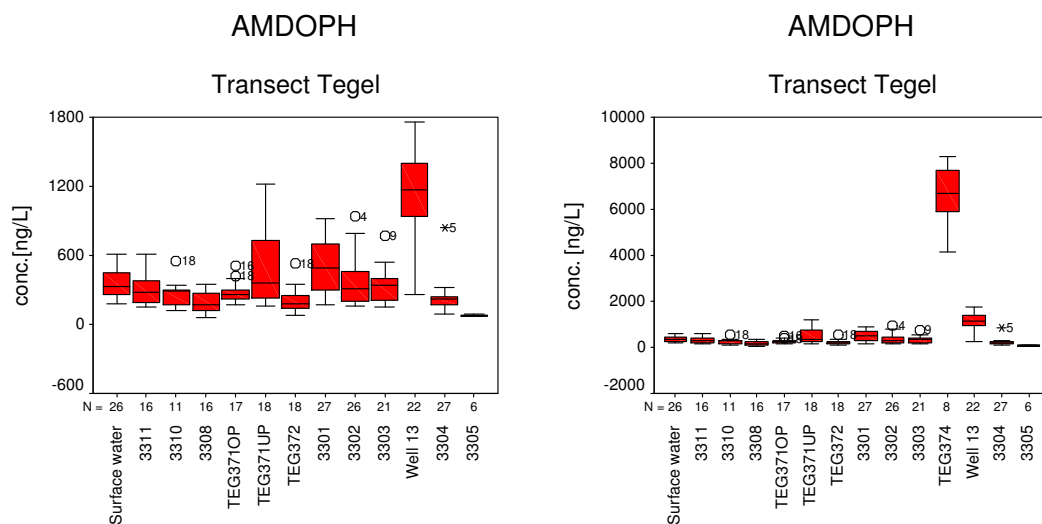 AMDOPH
Transect Tegel
conc.[ng/L]
1800
1200
600
0
-600
18
16
18
18
4
9
5
N = 26 16 11 16 17 18 18 27 26 21 22 27 6
Surface water
3311
3310
3308
TEG371OP
TEG371UP
TEG372
3301
3302
3303
Well 13
3304
3305
AMDOPH
Transect Tegel
conc. [ng/L]
10000
8000
6000
4000
2000
0
-2000
18
18
4
9
5
N = 26 16 11 16 17 18 18 27 26 21 8 22 27 6
Surface water
3311
3310
3308
TEG371OP
TEG371UP
TEG372
3301
3302
3303
TEG374
Well 13
3304
3305